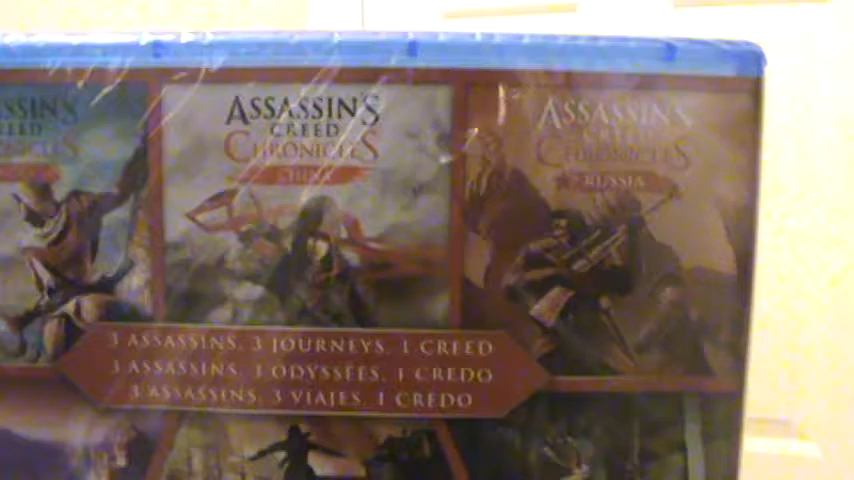 ASSASSIN'S
CREED
CHRONICLES
CHINA
ASSASSIN'S
CREED
CHRONICLES
RUSSIA
3 ASSASSINS, 3 JOURNEYS, 1 CREED
3 ASSASSINS, 3 ODYSSÉES, 1 CREDO
3 ASSASSINS, 3 VIAJES, 1 CREDO